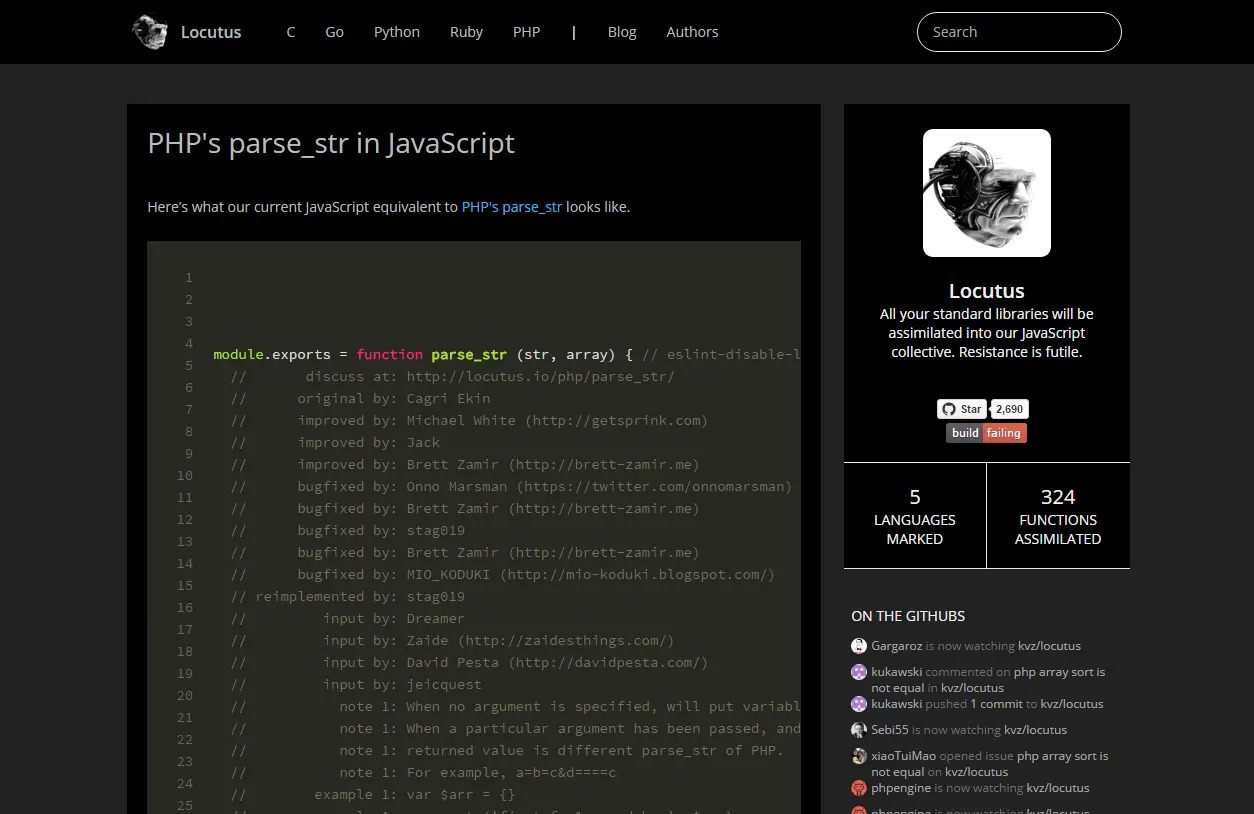 Locutus C Go Python Ruby PHP | Blog Authors Search
PHP's parse_str in JavaScript
Here’s what our current JavaScript equivalent to PHP's parse_str looks like.
1
2
3
4
5
6
7
8
9
10
11
12
13
14
15
16
17
18
19
20
21
22
23
24
25
module.exports = function parse_str (str, array) { // eslint-disable-l
// discuss at: http://locutus.io/php/parse_str/
// original by: Cagri Ekin
// improved by: Michael White (http://getsprink.com)
// improved by: Jack
// improved by: Brett Zamir (http://brett-zamir.me)
// bugfixed by: Onno Marsman (https://twitter.com/onnomarsman)
// bugfixed by: Brett Zamir (http://brett-zamir.me)
// bugfixed by: stag019
// bugfixed by: Brett Zamir (http://brett-zamir.me)
// bugfixed by: MIO_KODUKI (http://mio-koduki.blogspot.com/)
// reimplemented by: stag019
// input by: Dreamer
// input by: Zaide (http://zaidesthings.com/)
// input by: David Pesta (http://davidpesta.com/)
// input by: jeicquest
// note 1: When no argument is specified, will put variabl
// note 1: When a particular argument has been passed, and
// note 1: returned value is different parse_str of PHP.
// note 1: For example, a=b=c&d====c
// example 1: var $arr = {}
Locutus
All your standard libraries will be
assimilated into our JavaScript
collective. Resistance is futile.
Star 2,690
build failing
5
LANGUAGES
MARKED
324
FUNCTIONS
ASSIMILATED
ON THE GITHUBS
Gargaroz is now watching kvz/locutus
kukawski commented on php array sort is
not equal in kvz/locutus
kukawski pushed 1 commit to kvz/locutus
Sebi55 is now watching kvz/locutus
xiaoTuiMao opened issue php array sort is
not equal on kvz/locutus
phpengine is now watching kvz/locutus
phpengine is now watching kvz/locutus